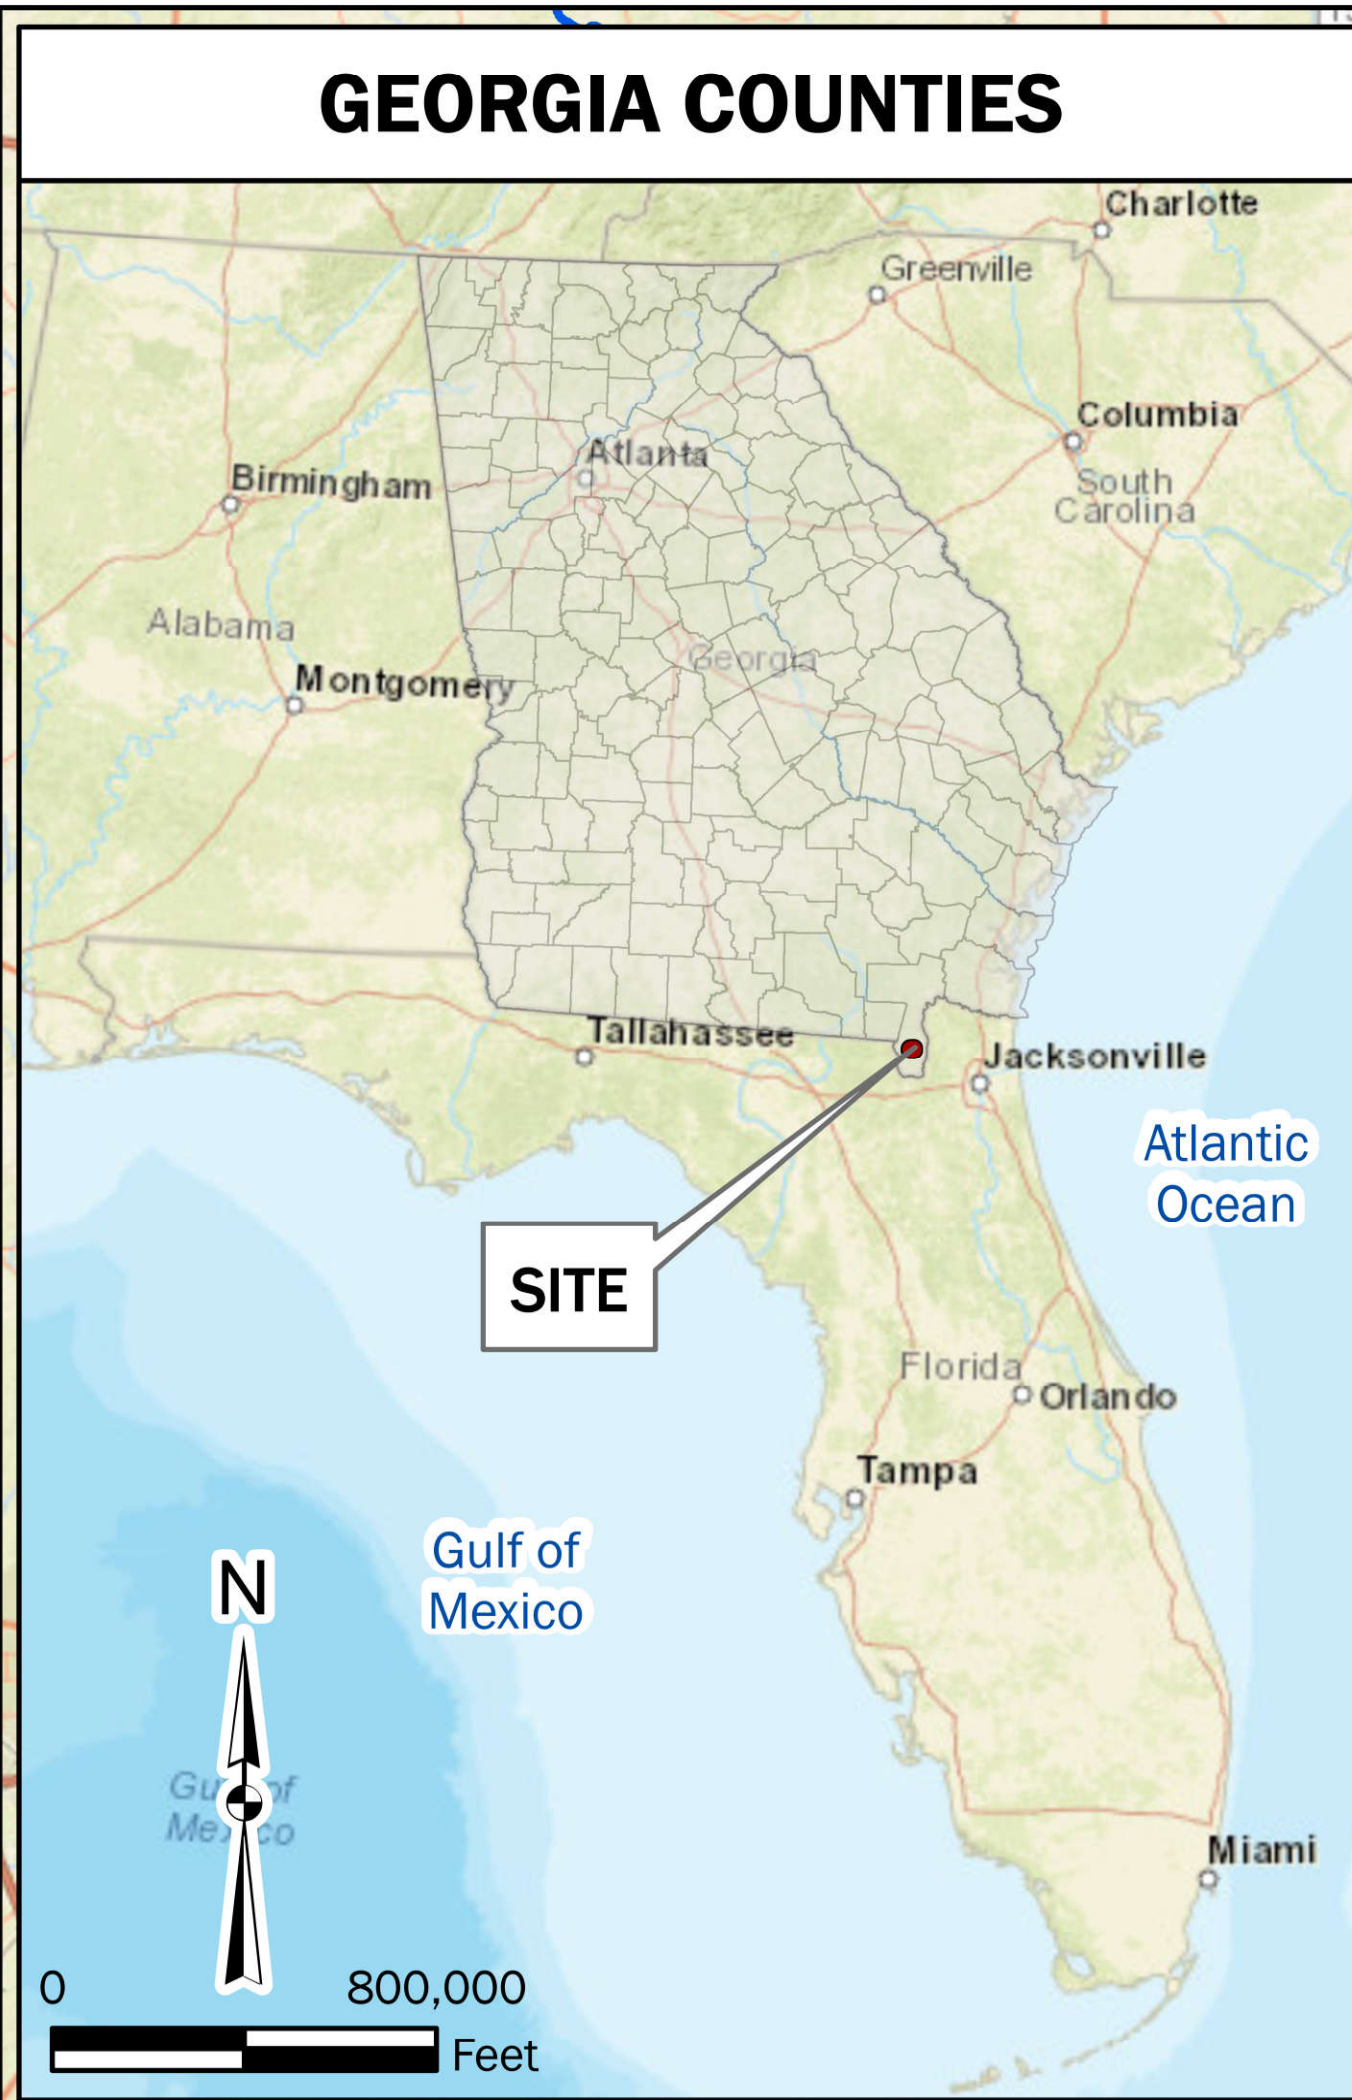 GEORGIA COUNTIES
Charlotte
Greenville
Columbia
South
Carolina
Atlanta
Birmingham
Alabama
Georgia
Montgomery
Tallahassee
Jacksonville
Atlantic
Ocean
SITE
Florida
Orlando
Tampa
Gulf of
Mexico
N
Miami
0
800,000
Feet